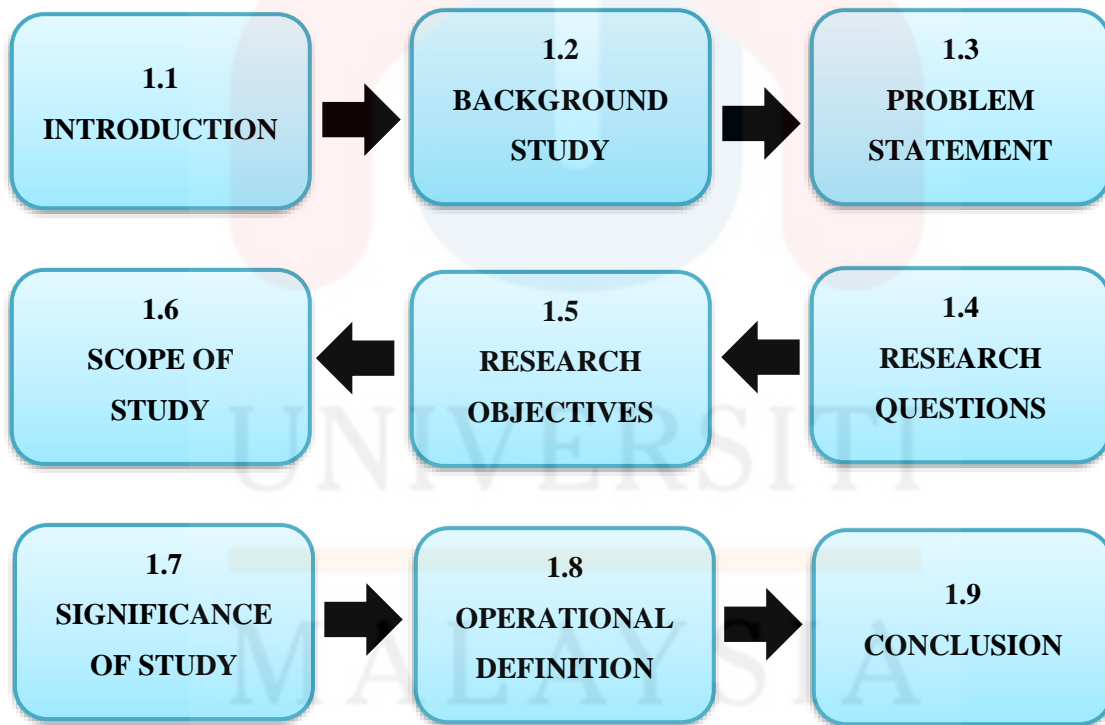 1.1
INTRODUCTION
1.2
BACKGROUND
STUDY
1.3
PROBLEM
STATEMENT
1.6
SCOPE OF
STUDY
1.5
RESEARCH
OBJECTIVES
1.4
RESEARCH
QUESTIONS
UNIVERSITI
1.7
SIGNIFICANCE
OF STUDY
1.8
OPERATIONAL
DEFINITION
1.9
CONCLUSION
MALAYSIA